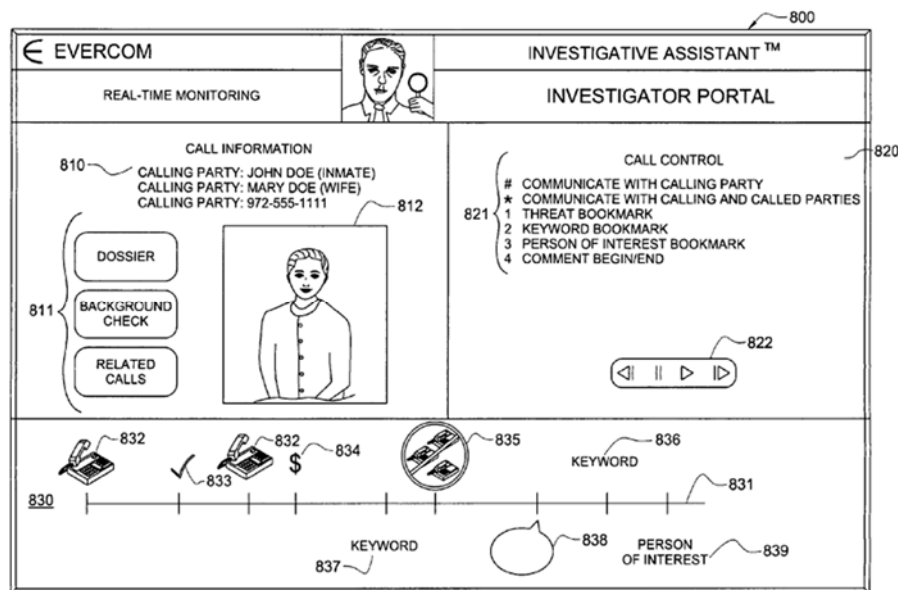 800
EVERCOM
INVESTIGATIVE ASSISTANT TM
REAL-TIME MONITORING
INVESTIGATOR PORTAL
CALL INFORMATION
810
CALLING PARTY: JOHN DOE (INMATE)
CALLING PARTY: MARY DOE (WIFE)
CALLING PARTY: 972-555-1111
812
811
DOSSIER
BACKGROUND
CHECK
RELATED
CALLS
820
CALL CONTROL
821
# COMMUNICATE WITH CALLING PARTY
* COMMUNICATE WITH CALLING AND CALLED PARTIES
1 THREAT BOOKMARK
2 KEYWORD BOOKMARK
3 PERSON OF INTEREST BOOKMARK
4 COMMENT BEGIN/END
822
832
833
832
$
834
835
836
KEYWORD
830
831
KEYWORD
837
838
PERSON
OF INTEREST
839